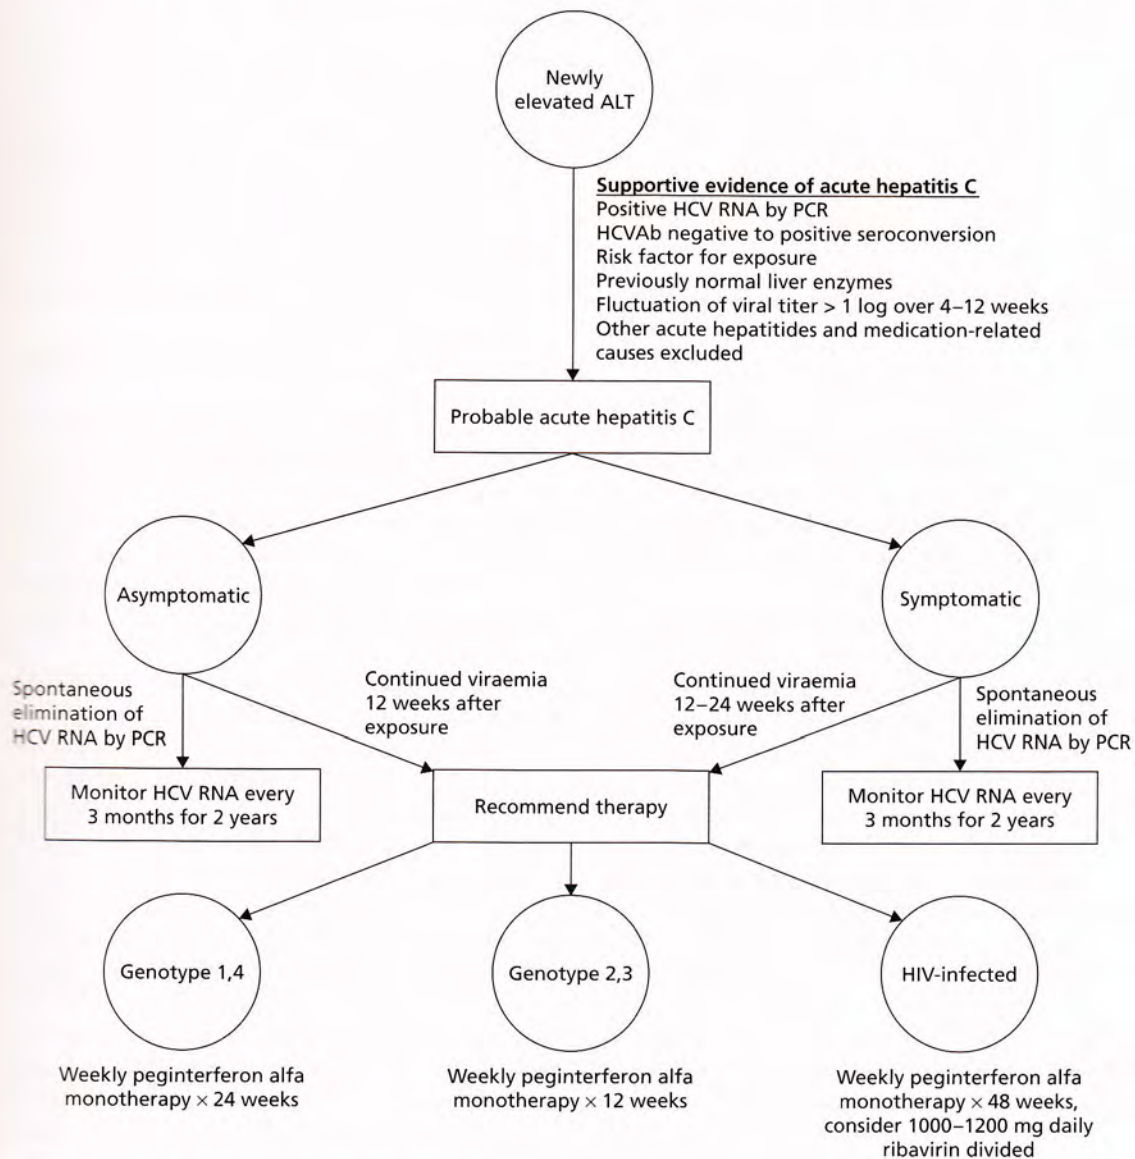 Newly
elevated ALT
Supportive evidence of acute hepatitis C
Positive HCV RNA by PCR
HCVAb negative to positive seroconversion
Risk factor for exposure
Previously normal liver enzymes
Fluctuation of viral titer > 1 log over 4–12 weeks
Other acute hepatitides and medication-related
causes excluded
Probable acute hepatitis C
Asymptomatic
Symptomatic
Spontaneous
elimination of
HCV RNA by PCR
Continued viraemia
12 weeks after
exposure
Continued viraemia
12–24 weeks after
exposure
Spontaneous
elimination of
HCV RNA by PCR
Monitor HCV RNA every
3 months for 2 years
Recommend therapy
Monitor HCV RNA every
3 months for 2 years
Genotype 1,4
Genotype 2,3
HIV-infected
Weekly peginterferon alfa
monotherapy × 24 weeks
Weekly peginterferon alfa
monotherapy × 12 weeks
Weekly peginterferon alfa
monotherapy × 48 weeks,
consider 1000–1200 mg daily
ribavirin divided